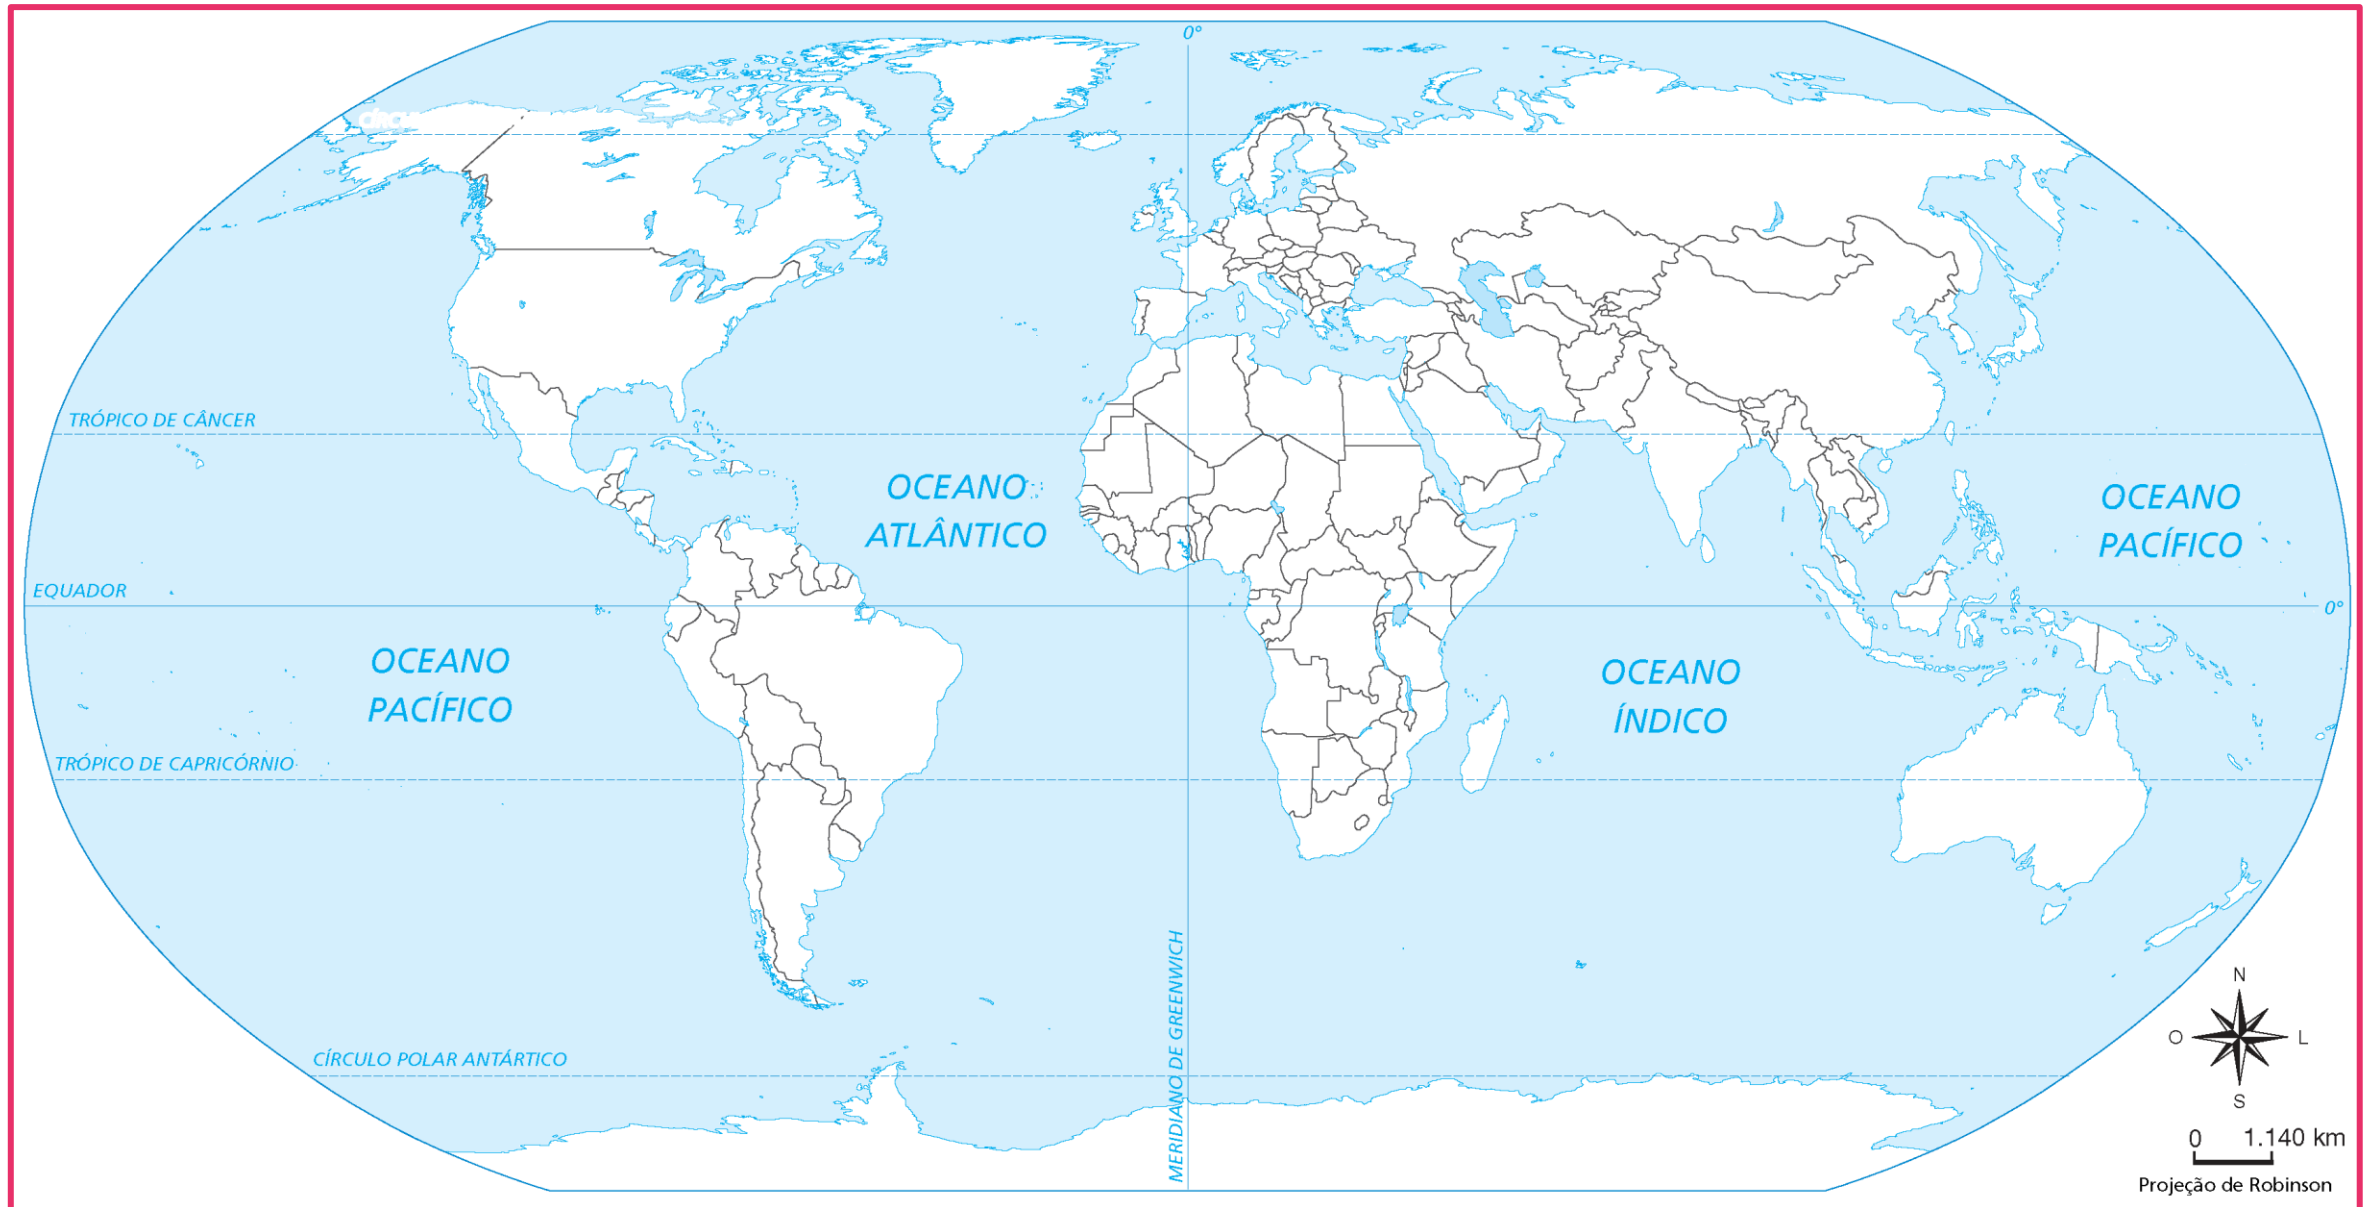 0°
TRÓPICO DE CÂNCER
OCEANO
ATLÂNTICO
OCEANO
PACÍFICO
EQUADOR
0°
OCEANO
PACÍFICO
OCEANO
ÍNDICO
TRÓPICO DE CAPRICÓRNIO
MERIDIANO DE GREENWICH
CÍRCULO POLAR ANTÁRTICO
N
O
L
S
0 1.140 km
Projeção de Robinson